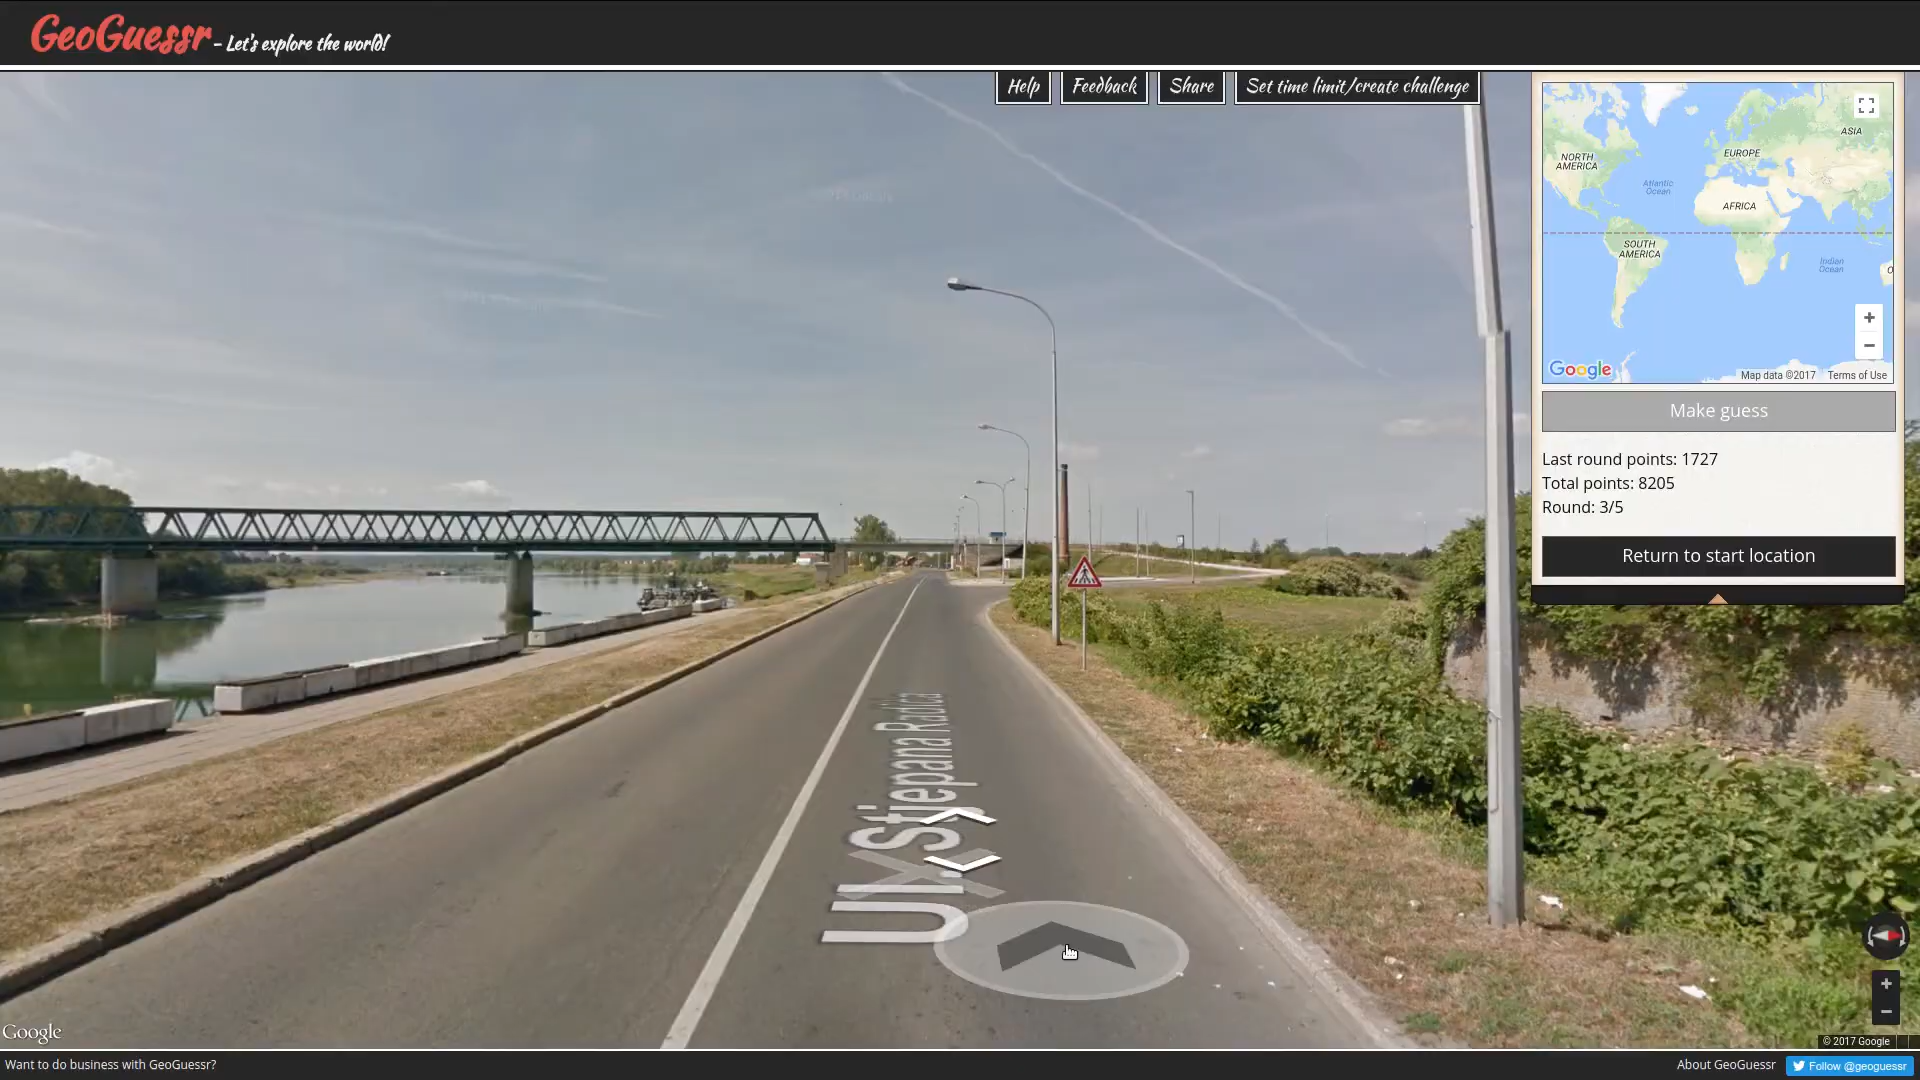 GeoGuessr - Let's explore the world!
Help
Feedback
Share
Set time limit/create challenge
NORTH AMERICA
Atlantic Ocean
EUROPE
ASIA
AFRICA
SOUTH AMERICA
Indian Ocean
O
Google
Map data ©2017
Terms of Use
Make guess
Last round points: 1727
Total points: 8205
Round: 3/5
Return to start location
Ul. Stjepana Radića
Google
© 2017 Google
Want to do business with GeoGuessr?
About GeoGuessr
Follow @geoguessr